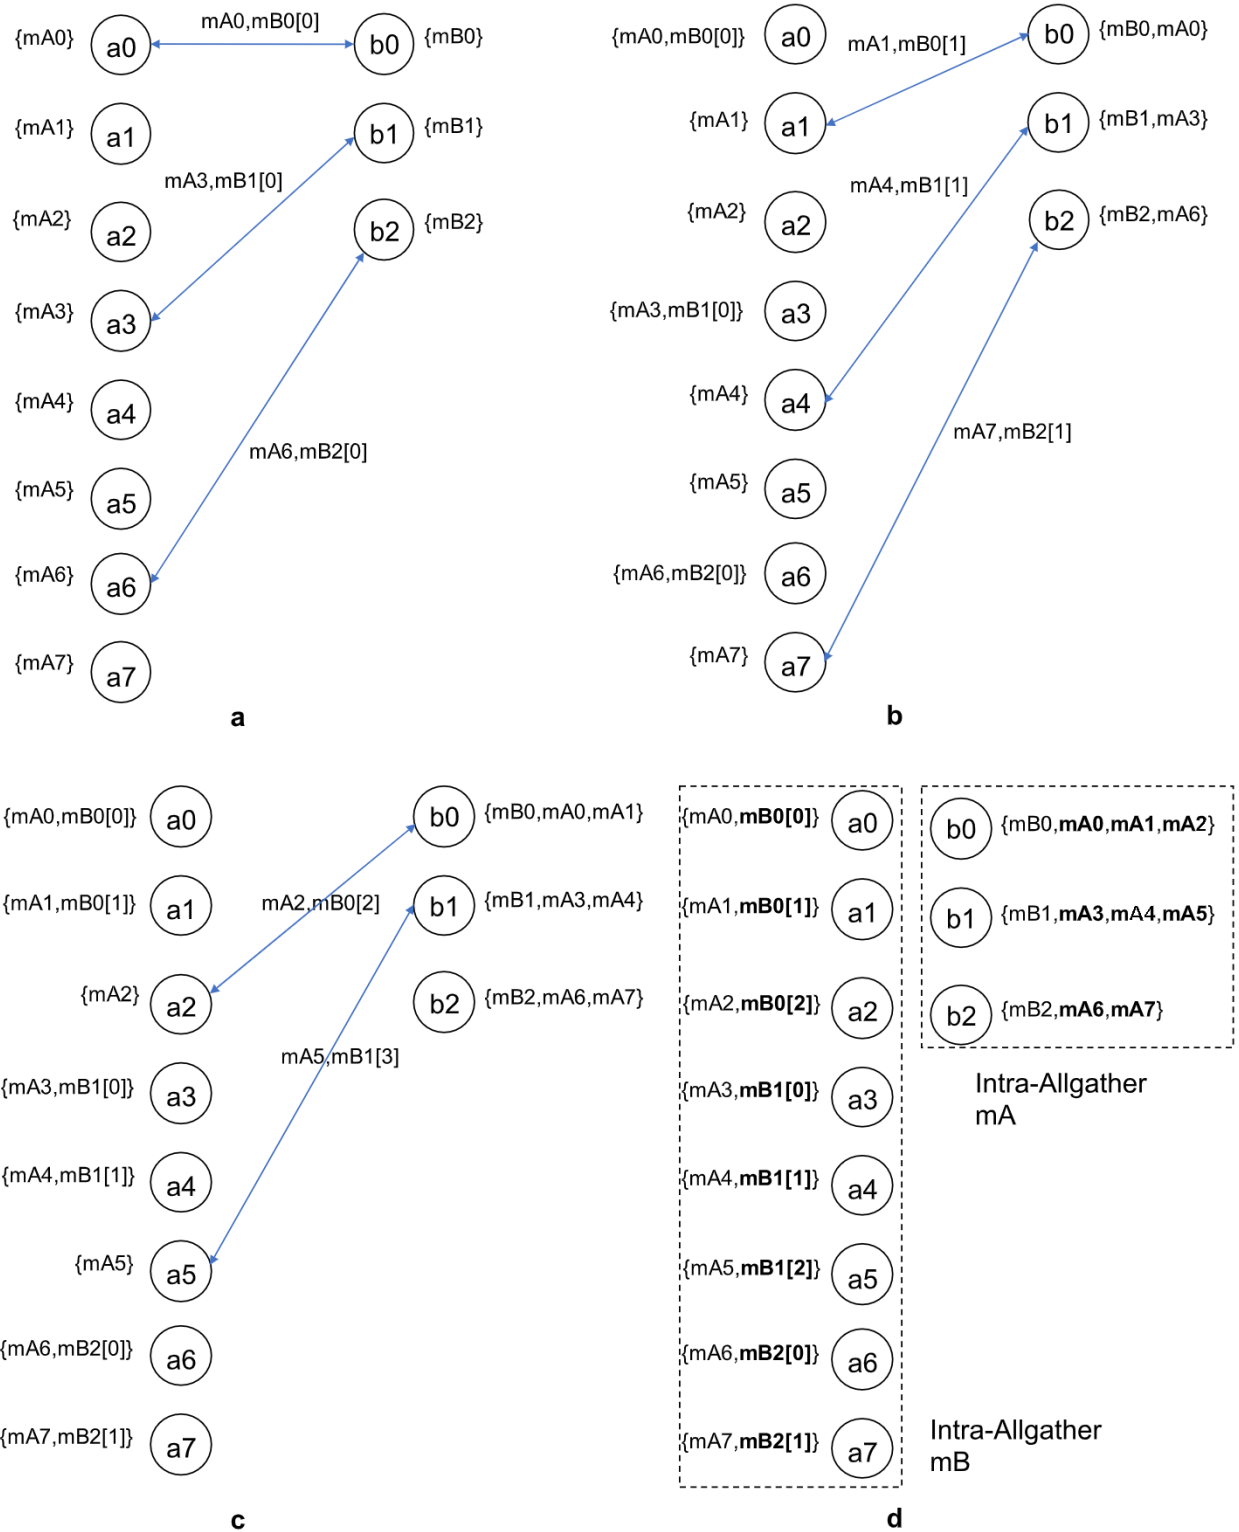 mA0,mB0[0]
{mA0} a0 b0 {mB0}
{mA1} a1 b1 {mB1}
mA3,mB1[0]
{mA2} a2 b2 {mB2}
{mA3} a3
{mA4} a4
mA6,mB2[0]
{mA5} a5
{mA6} a6
{mA7} a7
a
{mA0,mB0[0]} a0 b0 {mB0,mA0}
mA1,mB0[1]
{mA1} a1 b1 {mB1,mA3}
mA4,mB1[1]
{mA2} a2 b2 {mB2,mA6}
{mA3,mB1[0]} a3
{mA4} a4
mA7,mB2[1]
{mA5} a5
{mA6,mB2[0]} a6
{mA7} a7
b
{mA0,mB0[0]} a0 b0 {mB0,mA0,mA1}
{mA1,mB0[1]} a1 mA2,mB0[2] b1 {mB1,mA3,mA4}
{mA2} a2 b2 {mB2,mA6,mA7}
mA5,mB1[3]
{mA3,mB1[0]} a3
{mA4,mB1[1]} a4
{mA5} a5
{mA6,mB2[0]} a6
{mA7,mB2[1]} a7
c
{mA0,mB0[0]} a0 b0 {mB0,mA0,mA1,mA2}
{mA1,mB0[1]} a1 b1 {mB1,mA3,mA4,mA5}
{mA2,mB0[2]} a2 b2 {mB2,mA6,mA7}
{mA3,mB1[0]} a3
Intra-Allgather
mA
{mA4,mB1[1]} a4
{mA5,mB1[2]} a5
{mA6,mB2[0]} a6
{mA7,mB2[1]} a7
Intra-Allgather
mB
d